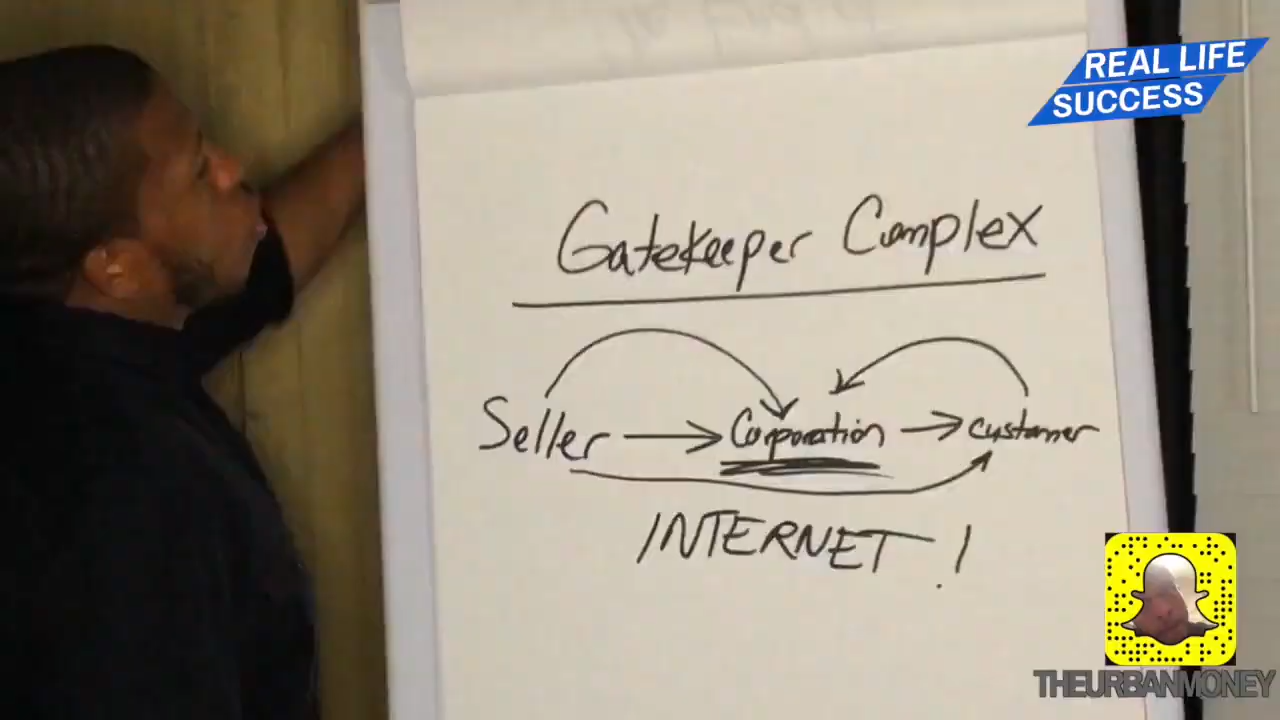 REAL LIFE
SUCCESS
Gatekeeper Complex
Seller → Corporation → customer
INTERNET !
THEURBANMONEY